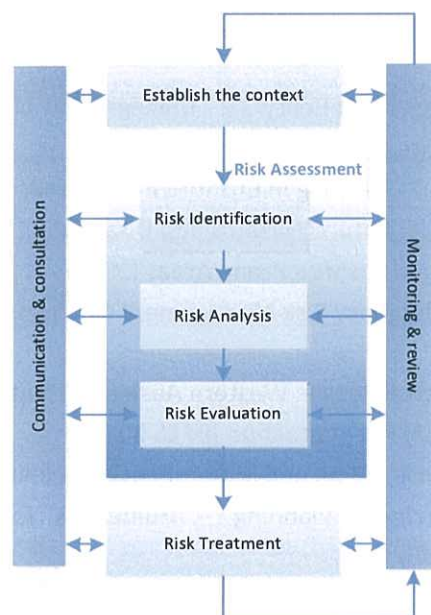 Establish the context
Risk Assessment
Risk Identification
Risk Analysis
Risk Evaluation
Risk Treatment
Communication & consultation
Monitoring & review